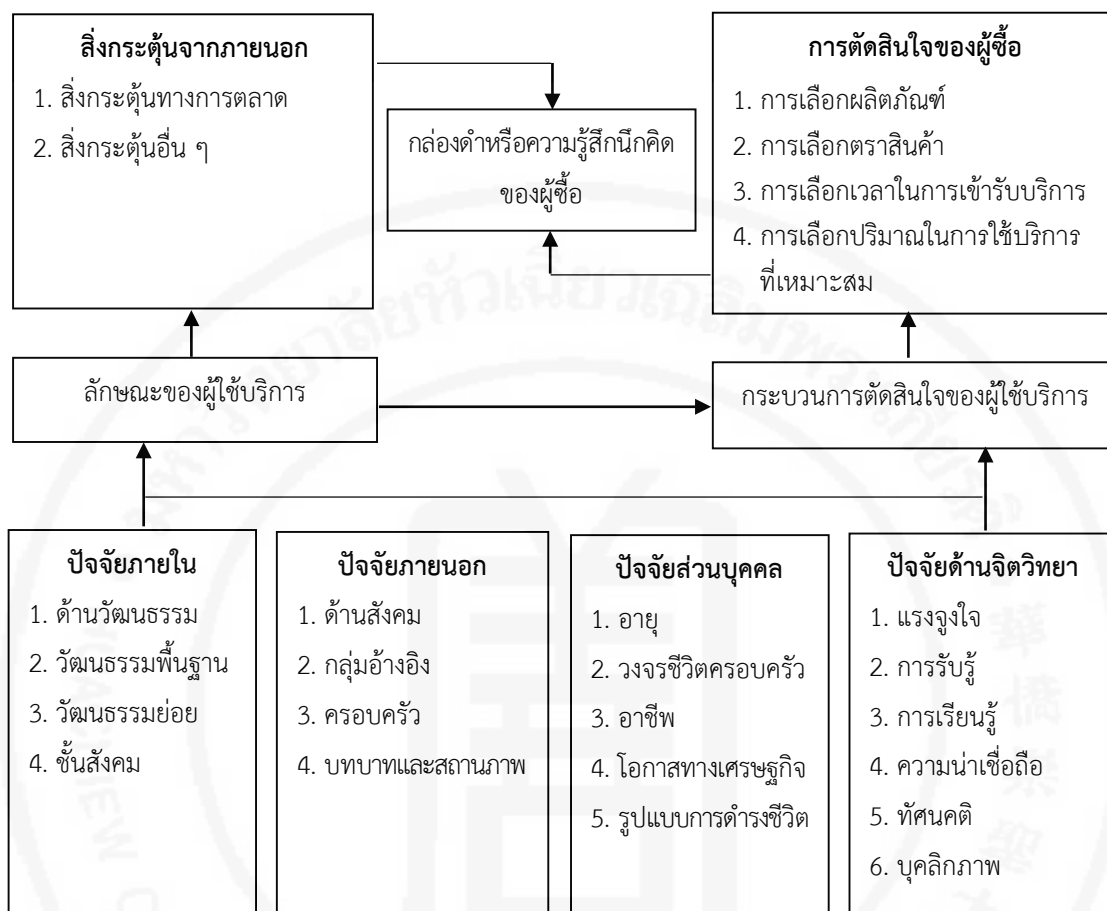 สิ่งกระตุ้นจากภายนอก
1. สิ่งกระตุ้นทางการตลาด
2. สิ่งกระตุ้นอื่น ๆ
กล่องดำหรือความรู้สึกนึกคิด
ของผู้ซื้อ
การตัดสินใจของผู้ซื้อ
1. การเลือกผลิตภัณฑ์
2. การเลือกตราสินค้า
3. การเลือกเวลาในการเข้ารับบริการ
4. การเลือกปริมาณในการใช้บริการ
ที่เหมาะสม
ลักษณะของผู้ใช้บริการ
กระบวนการตัดสินใจของผู้ใช้บริการ
ปัจจัยภายใน
1. ด้านวัฒนธรรม
2. วัฒนธรรมพื้นฐาน
3. วัฒนธรรมย่อย
4. ชั้นสังคม
ปัจจัยภายนอก
1. ด้านสังคม
2. กลุ่มอ้างอิง
3. ครอบครัว
4. บทบาทและสถานภาพ
ปัจจัยส่วนบุคคล
1. อายุ
2. วงจรชีวิตครอบครัว
3. อาชีพ
4. โอกาสทางเศรษฐกิจ
5. รูปแบบการดำรงชีวิต
ปัจจัยด้านจิตวิทยา
1. แรงจูงใจ
2. การรับรู้
3. การเรียนรู้
4. ความน่าเชื่อถือ
5. ทัศนคติ
6. บุคลิกภาพ